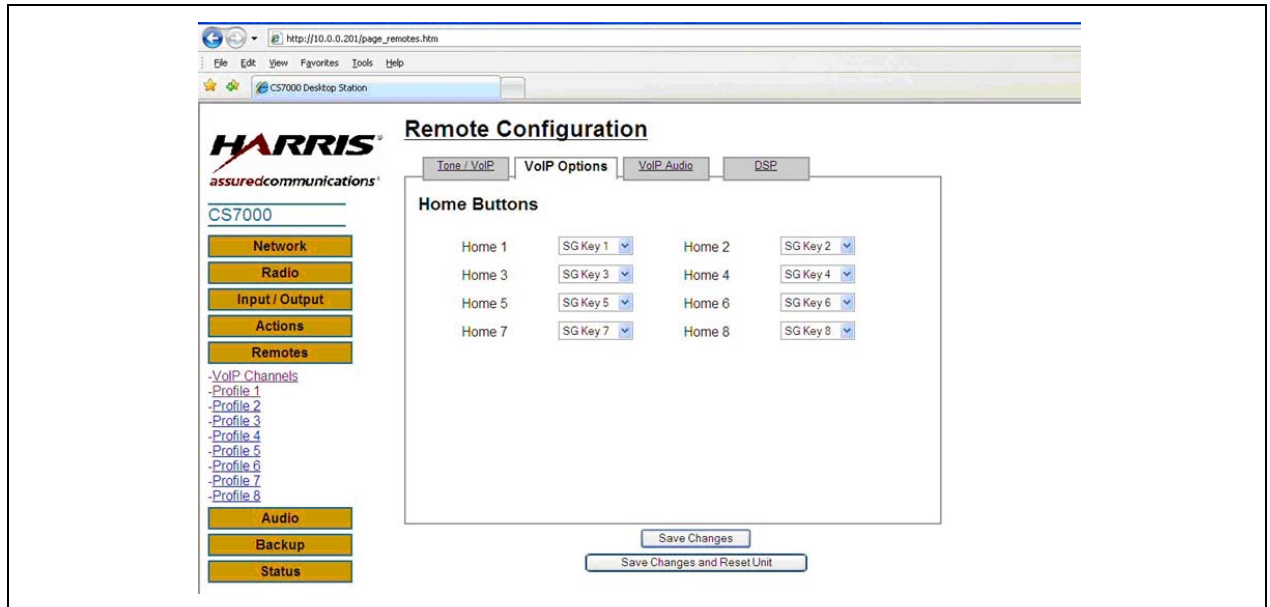 http://10.0.0.201/page_remotes.htm
File Edit View Favorites Tools Help
CS7000 Desktop Station
HARRIS®
assuredcommunications®
CS7000
Network
Radio
Input / Output
Actions
Remotes
-VoIP Channels
-Profile 1
-Profile 2
-Profile 3
-Profile 4
-Profile 5
-Profile 6
-Profile 7
-Profile 8
Audio
Backup
Status
Remote Configuration
Tone / VoIP VoIP Options VoIP Audio DSP
Home Buttons
Home 1 SG Key 1 Home 2 SG Key 2
Home 3 SG Key 3 Home 4 SG Key 4
Home 5 SG Key 5 Home 6 SG Key 6
Home 7 SG Key 7 Home 8 SG Key 8
Save Changes
Save Changes and Reset Unit